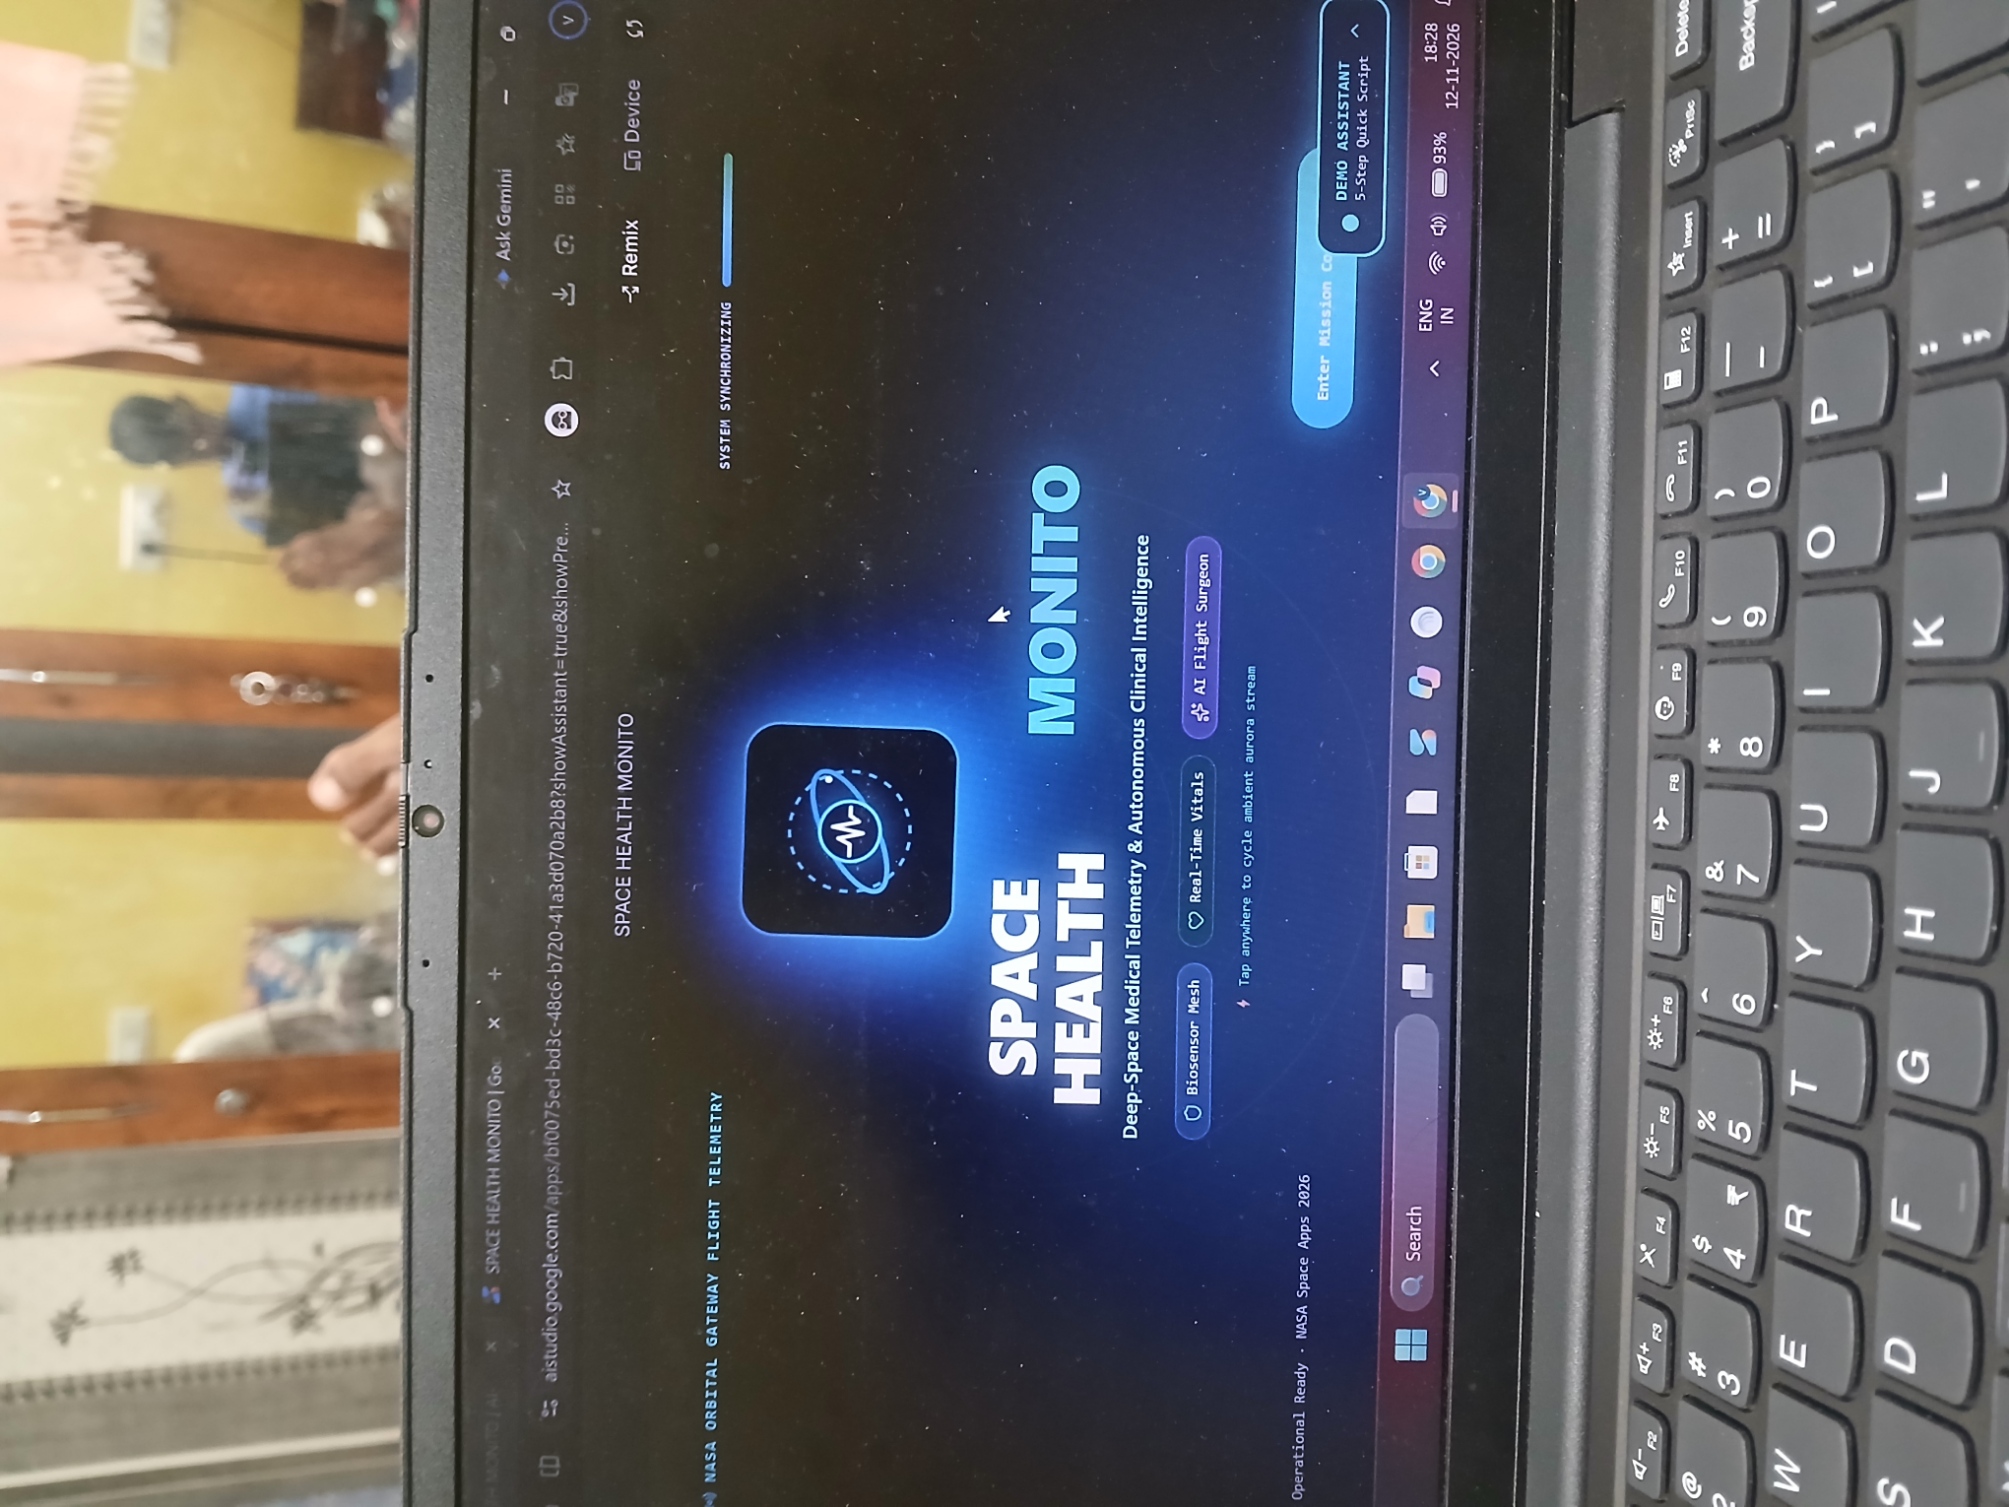 SPACE HEALTH MONITO | Go
Ask Gemini
aistudio.google.com/apps/bf0075ed-bd3c-48c6-b720-41a3d070a2b8?showAssistant=true&showPre...
V
SPACE HEALTH MONITO
Remix
Device
NASA ORBITAL GATEWAY FLIGHT TELEMETRY
SYSTEM SYNCHRONIZING
SPACE
HEALTH
MONITO
Deep-Space Medical Telemetry & Autonomous Clinical Intelligence
Biosensor Mesh
Real-Time Vitals
AI Flight Surgeon
Tap anywhere to cycle ambient aurora stream
Operational Ready · NASA Space Apps 2026
Enter Mission Co
DEMO ASSISTANT
5-Step Quick Script
Search
ENG
IN
93%
18:28
12-11-2026
F2 F3 F4 F5 F6 F7 F8 F9 F10 F11 F12 Insert PrtSc Delete
@ # $ % ^ & * ( ) — +
2 3 4 ₹ 5 6 7 8 9 0 – = Backsp
W E R T Y U I O P { }
[ ]
S D F G H J K L : "
; '